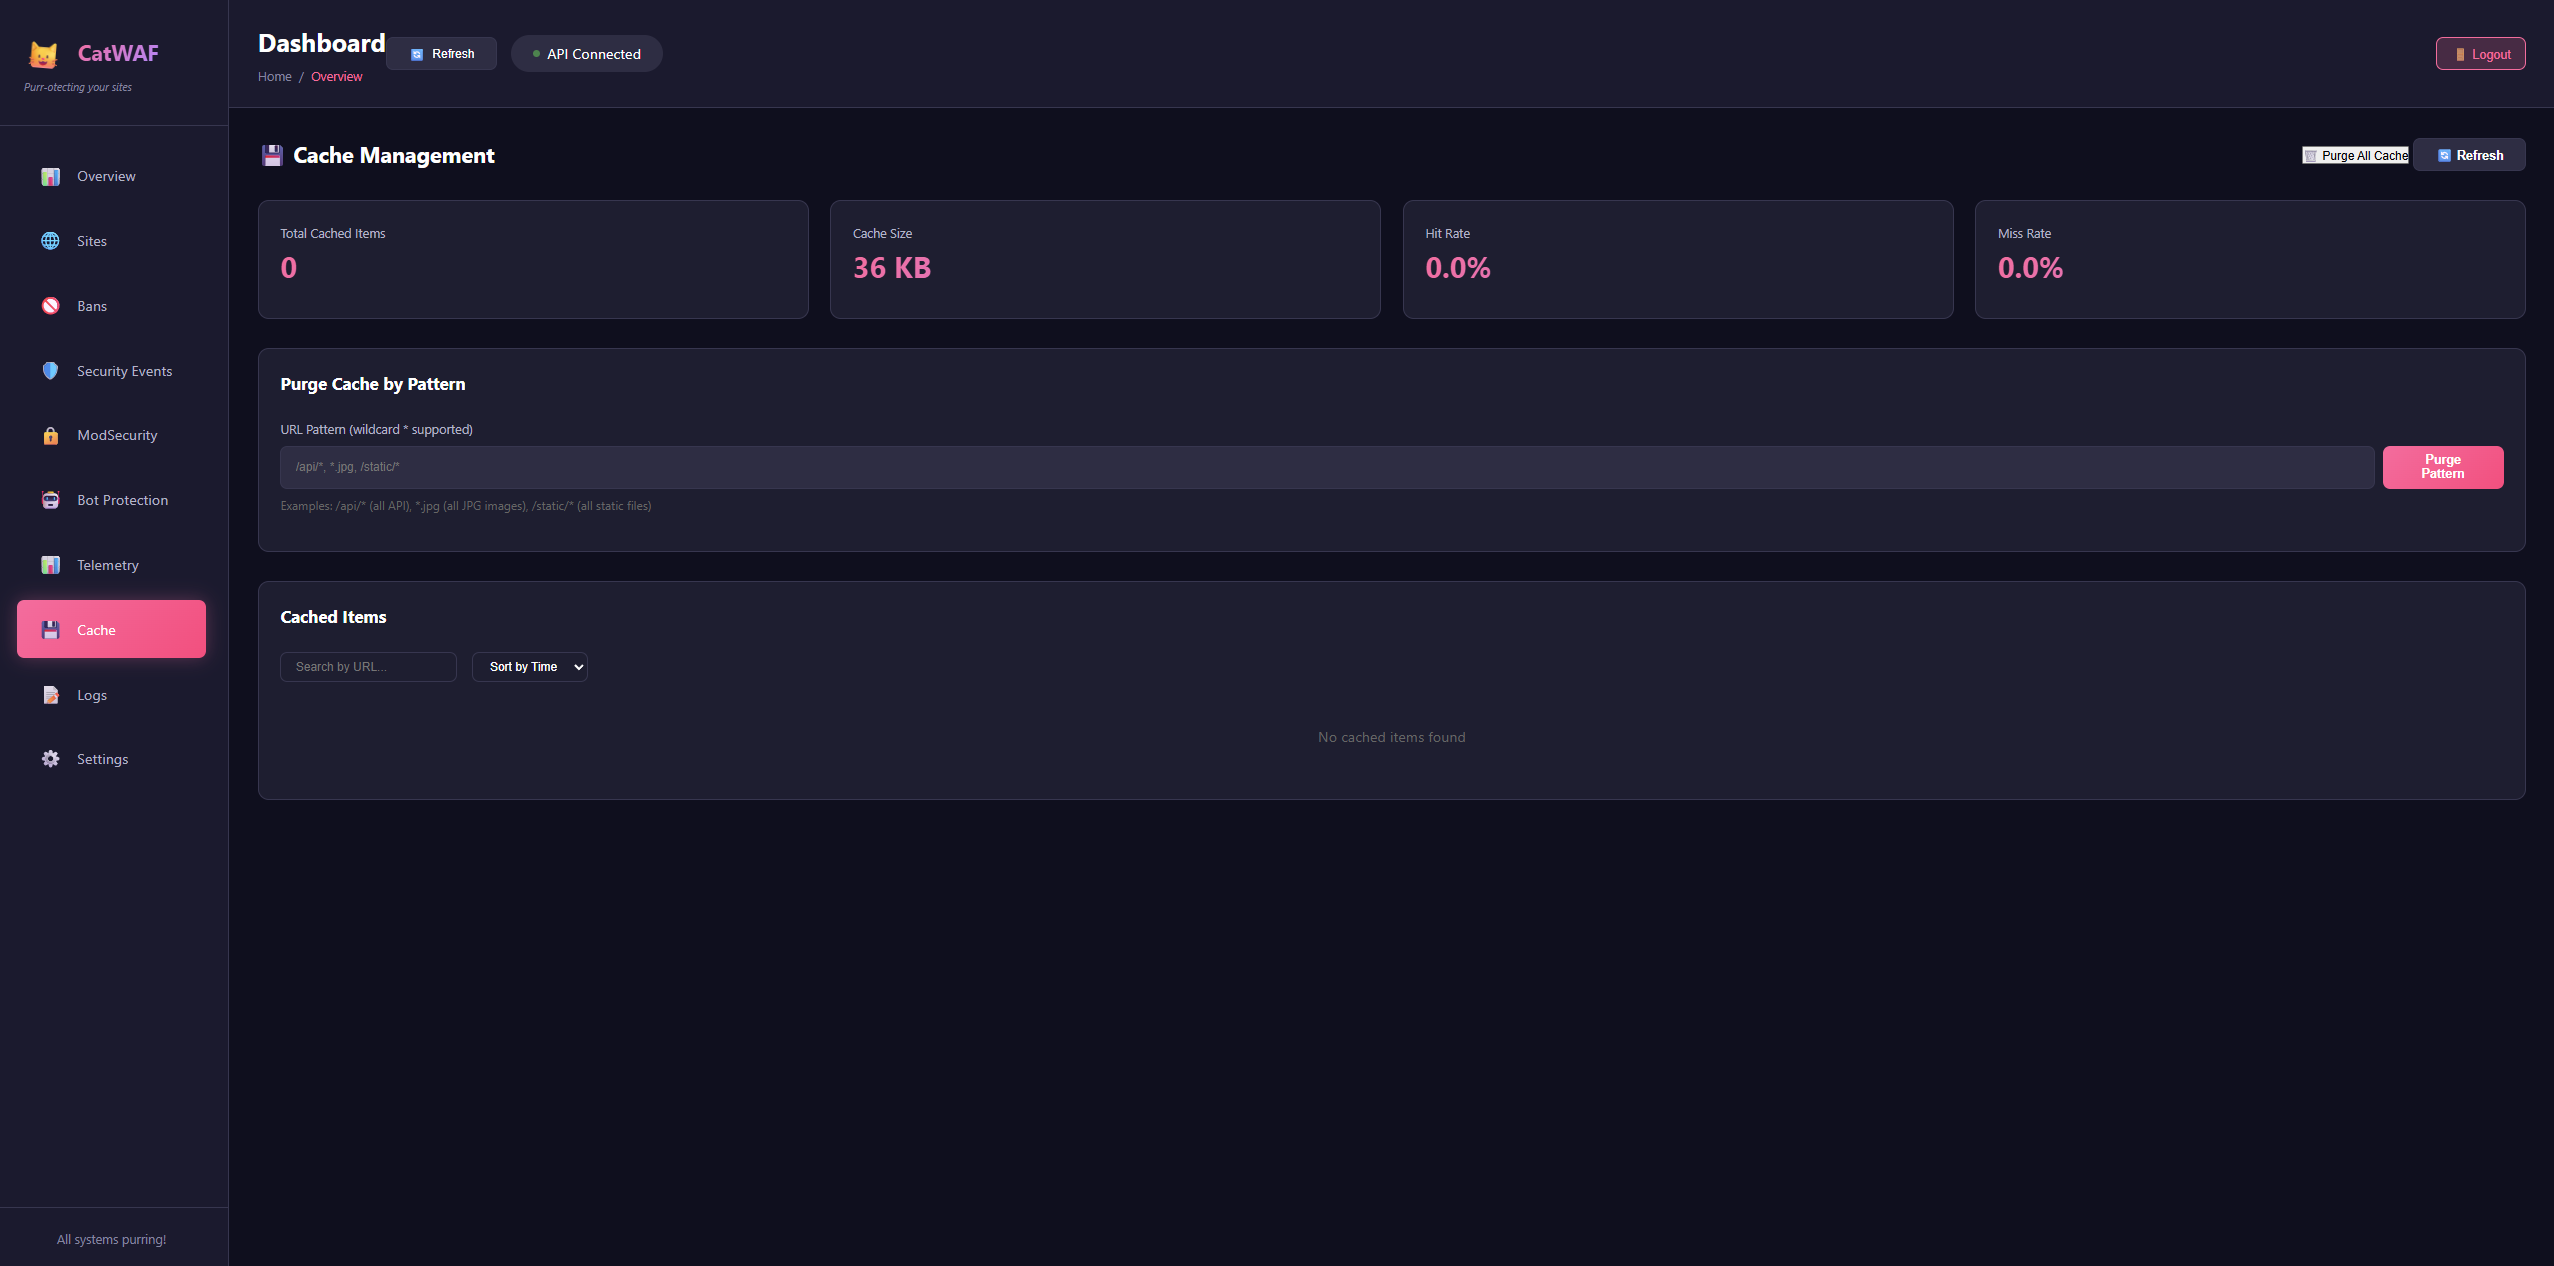 CatWAF
Purr-otecting your sites
Overview
Sites
Bans
Security Events
ModSecurity
Bot Protection
Telemetry
Cache
Logs
Settings
All systems purring!
Dashboard
Refresh
API Connected
Home / Overview
Logout
Cache Management
Purge All Cache
Refresh
Total Cached Items
0
Cache Size
36 KB
Hit Rate
0.0%
Miss Rate
0.0%
Purge Cache by Pattern
URL Pattern (wildcard * supported)
/api/*, *.jpg, /static/*
Purge
Pattern
Examples: /api/* (all API), *.jpg (all JPG images), /static/* (all static files)
Cached Items
Search by URL...
Sort by Time
No cached items found